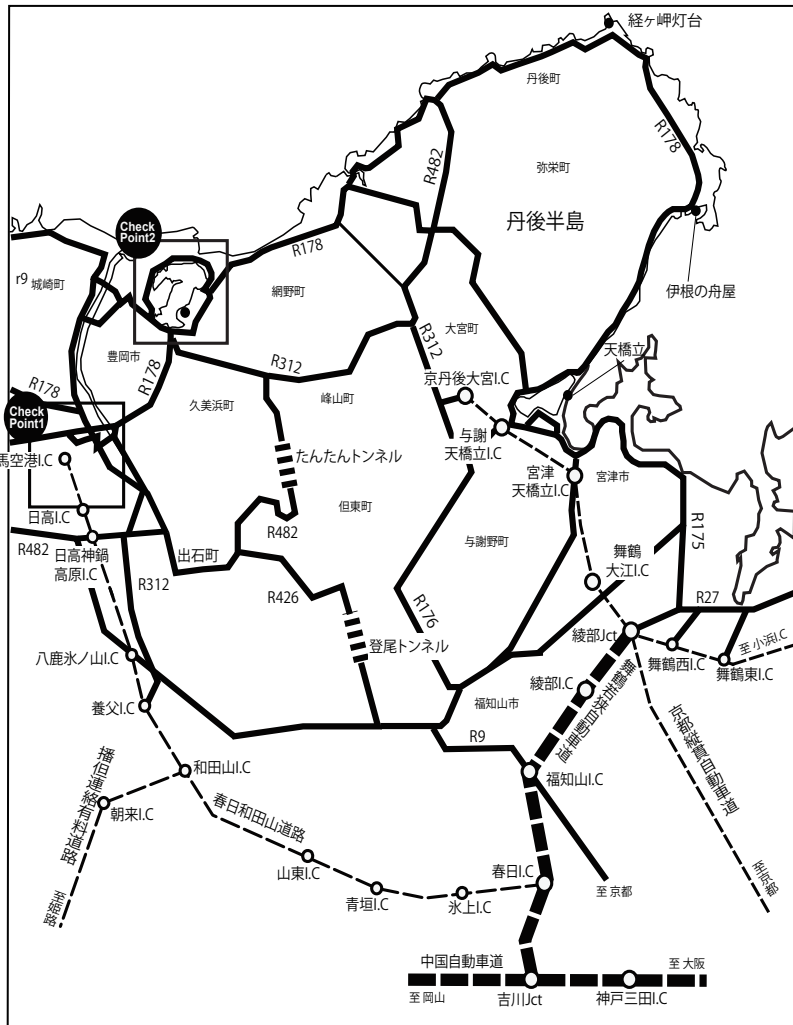 経ヶ岬灯台
丹後町
R178
R482
弥栄町
Check
Point2
丹後半島
R178
r9
城崎町
網野町
伊根の舟屋
大宮町
R312
天橋立
豊岡市
R178
R312
京丹後大宮I.C
R178
久美浜町
峰山町
Check
Point1
与謝
天橋立I.C
たんたんトンネル
馬空港I.C
宮津
天橋立I.C
宮津市
但東町
日高I.C
R482
R175
R482
日高神鍋
高原I.C
出石町
与謝野町
舞鶴
大江I.C
R312
R426
R176
R27
綾部Jct
至 小浜I.C
八鹿氷ノ山I.C
登尾トンネル
舞鶴西I.C
舞鶴東I.C
綾部I.C
舞鶴若狭自動車道
養父I.C
福知山市
R9
京都縦貫自動車道
和田山I.C
福知山I.C
播但連絡有料道路
朝来I.C
春日和田山道路
山東I.C
春日I.C
至 京都
至 京都
青垣I.C
氷上I.C
至 姫路
中国自動車道
至 大阪
至 岡山
吉川Jct
神戸三田I.C